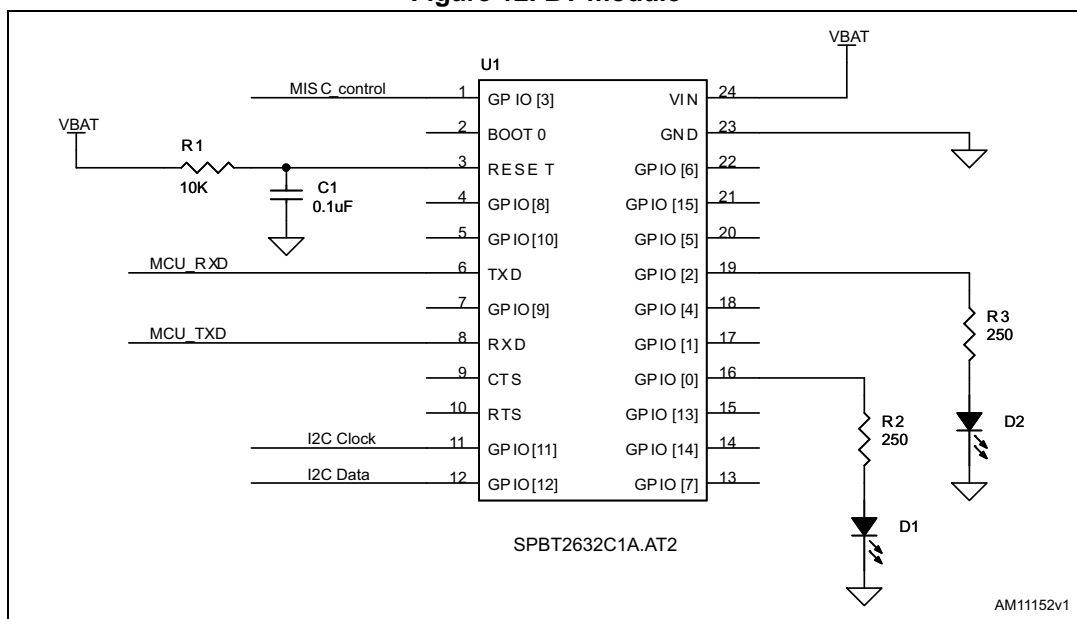 Figure 12. BT module
VBAT
U1
MISC_control 1 GPIO [3] VIN 24
VBAT
2 BOOT 0 GND 23
R1
3 RESET GPIO [6] 22
10K
C1
0.1uF
4 GPIO[8] GPIO [15] 21
5 GPIO[10] GPIO [5] 20
MCU_RXD 6 TXD GPIO [2] 19
7 GPIO[9] GPIO [4] 18
R3
250
MCU_TXD 8 RXD GPIO [1] 17
9 CTS GPIO [0] 16
10 RTS GPIO [13] 15
R2
250
D2
I2C Clock 11 GPIO[11] GPIO [14] 14
I2C Data 12 GPIO[12] GPIO [7] 13
D1
SPBT2632C1A.AT2
AM11152v1